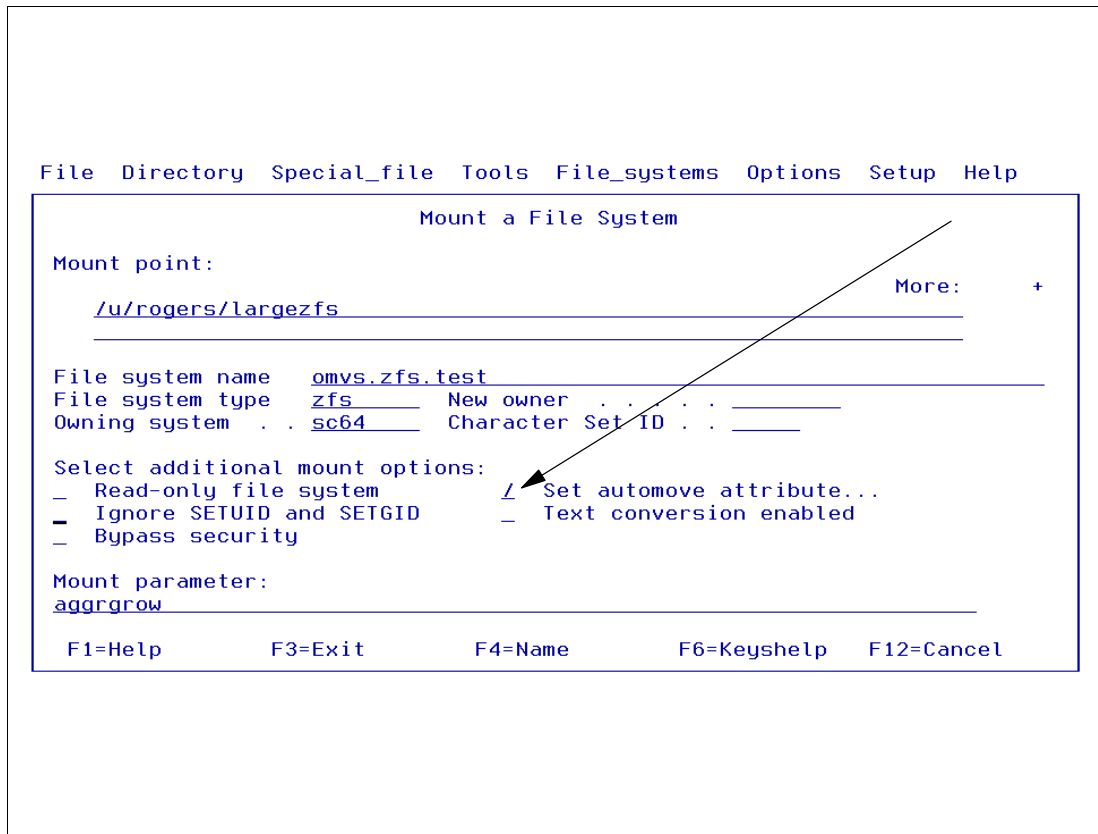 File Directory Special_file Tools File_systems Options Setup Help
Mount a File System
Mount point:
More: +
/u/rogers/largezfs
File system name omvs.zfs.test
File system type zfs New owner . . . . .
Owning system . . sc64 Character Set ID . .
Select additional mount options:
_ Read-only file system / Set automove attribute...
_ Ignore SETUID and SETGID _ Text conversion enabled
_ Bypass security
Mount parameter:
aggrgrow
F1=Help F3=Exit F4=Name F6=Keyshelp F12=Cancel